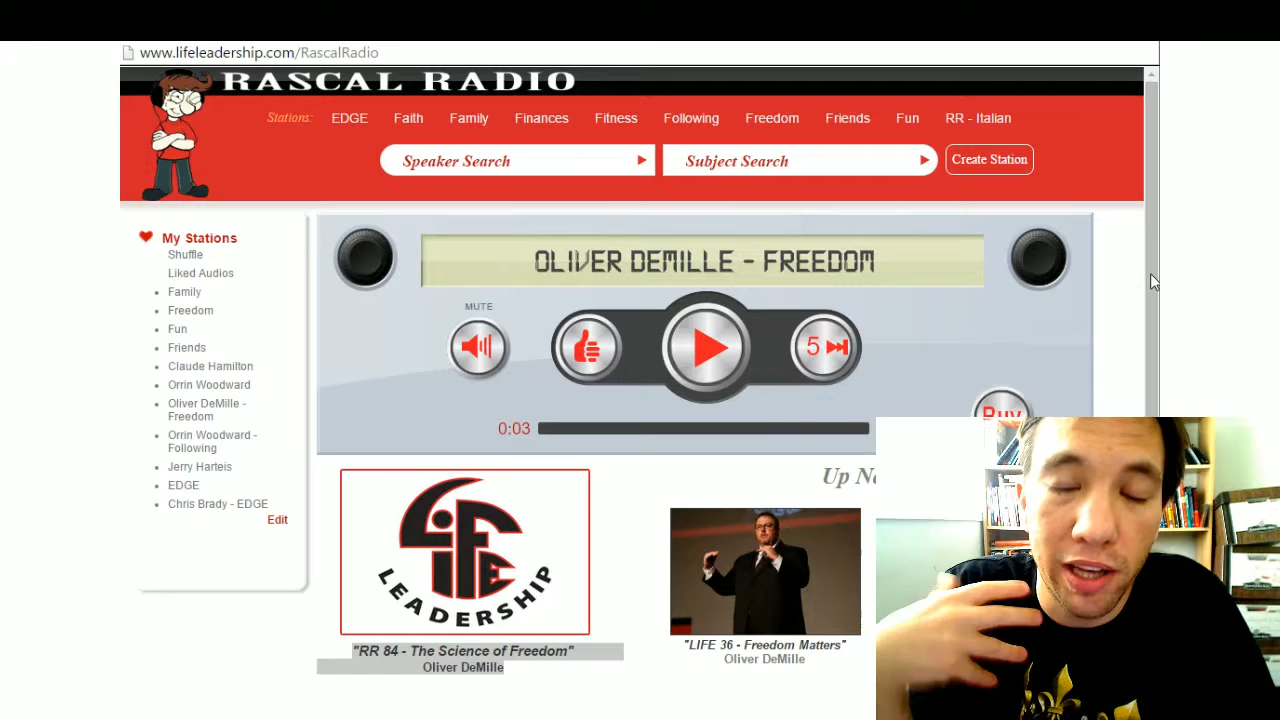 www.lifeleadership.com/RascalRadio
RASCAL RADIO
Stations: EDGE Faith Family Finances Fitness Following Freedom Friends Fun RR - Italian
Speaker Search Subject Search Create Station
My Stations
Shuffle
Liked Audios
Family
Freedom
Fun
Friends
Claude Hamilton
Orrin Woodward
Oliver DeMille -
Freedom
Orrin Woodward -
Following
Jerry Harteis
EDGE
Chris Brady - EDGE
Edit
OLIVER DEMILLE - FREEDOM
MUTE
5
Buy
0:03
LIFE
LEADERSHIP
"RR 84 - The Science of Freedom"
Oliver DeMille
Up
"LIFE 36 - Freedom Matters"
Oliver DeMille